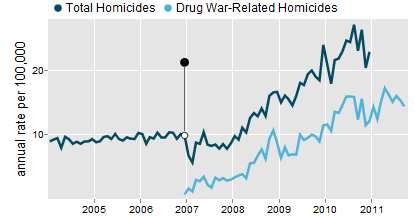 Total Homicides Drug War-Related Homicides
annual rate per 100,000
20
10
2005 2006 2007 2008 2009 2010 2011